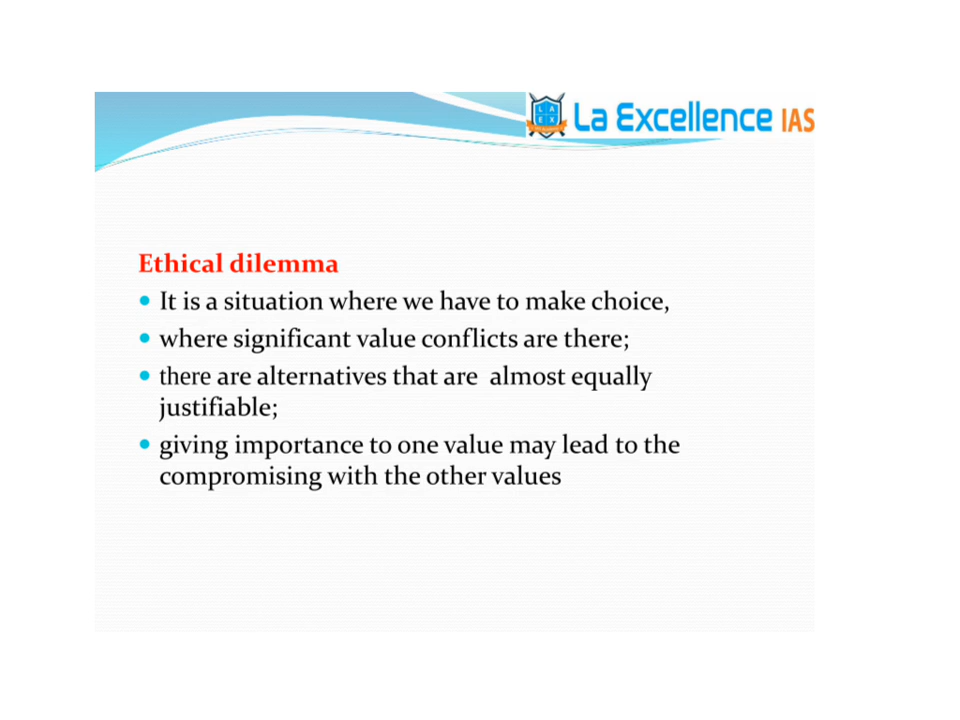 La Excellence IAS
Ethical dilemma
It is a situation where we have to make choice,
where significant value conflicts are there;
there are alternatives that are almost equally
justifiable;
giving importance to one value may lead to the
compromising with the other values